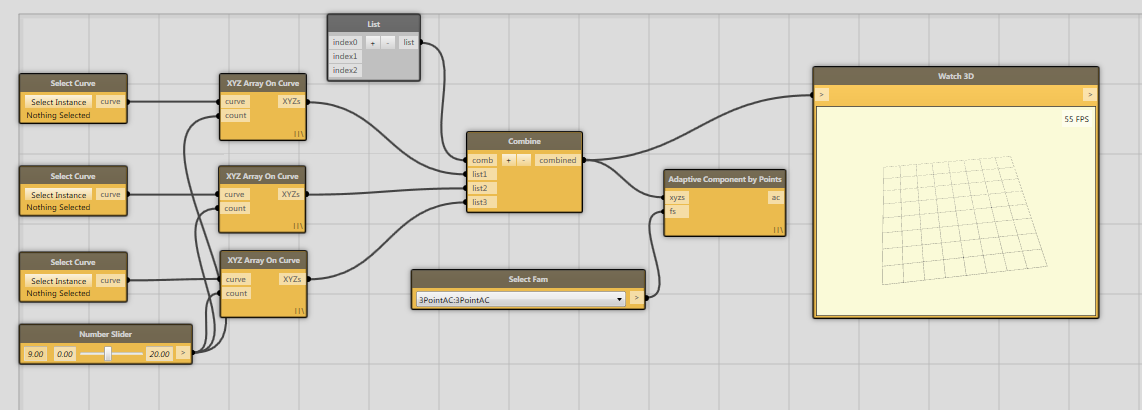 List
index0 + - list
index1
index2
Select Curve
Select Instance curve
Nothing Selected
XYZ Array On Curve
curve XYZs
count
Select Curve
Select Instance curve
Nothing Selected
XYZ Array On Curve
curve XYZs
count
Select Curve
Select Instance curve
Nothing Selected
XYZ Array On Curve
curve XYZs
count
Number Slider
9.00 0.00 20.00 >
Combine
comb + - combined
list1
list2
list3
Select Fam
3PointAC:3PointAC >
Adaptive Component by Points
xyzs ac
fs
Watch 3D
> >
55 FPS